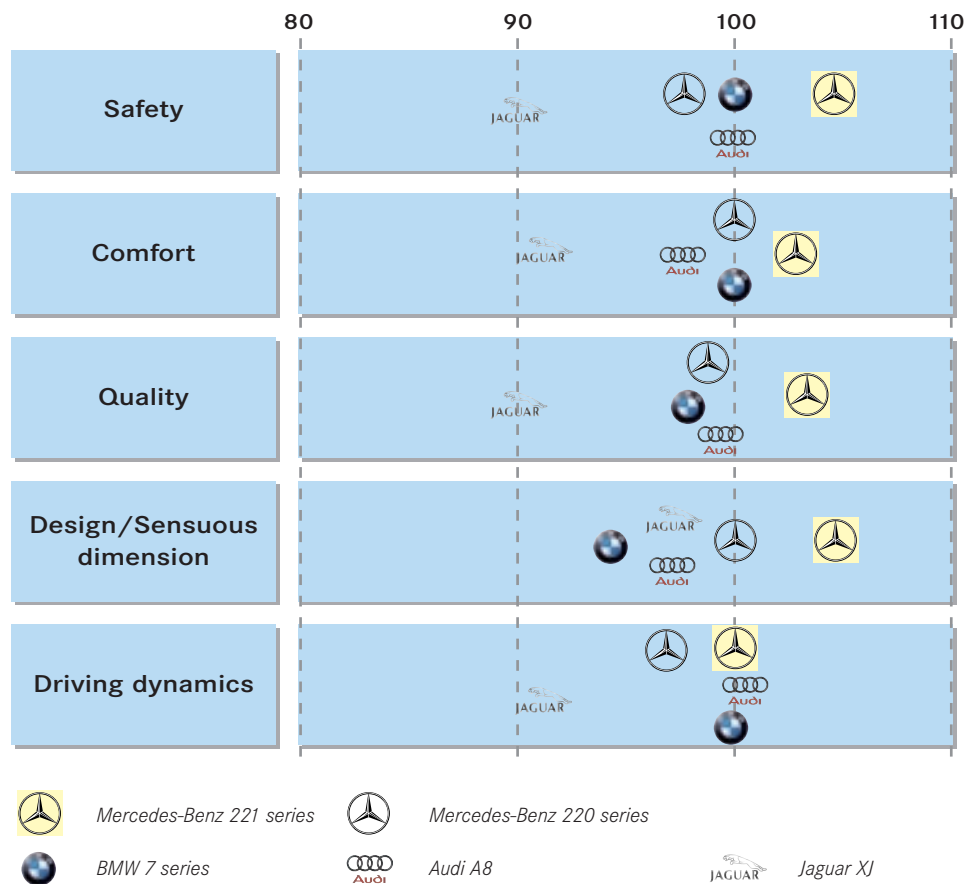 80 90 100 110
Safety
JAGUAR
Audi
Comfort
JAGUAR
Audi
Quality
JAGUAR
Audi
Design/Sensuous
dimension
JAGUAR
Audi
Driving dynamics
JAGUAR
Audi
Mercedes-Benz 221 series Mercedes-Benz 220 series
BMW 7 series Audi Audi A8 JAGUAR Jaguar XJ